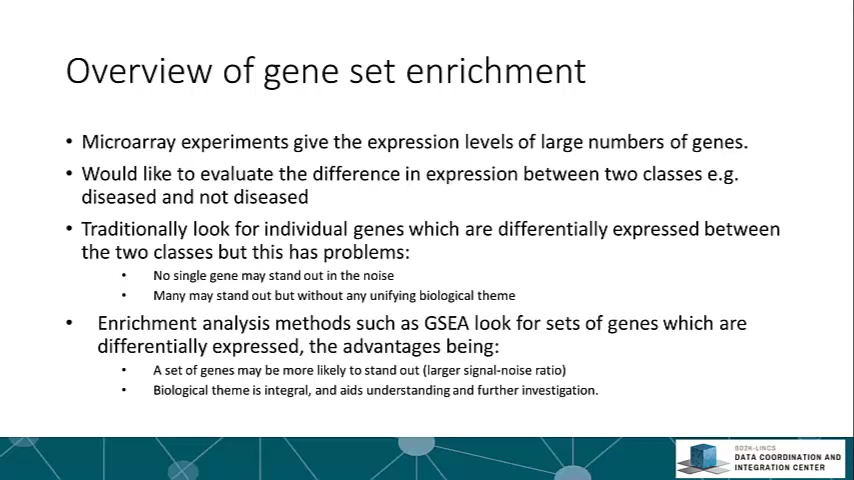 Overview of gene set enrichment
• Microarray experiments give the expression levels of large numbers of genes.
• Would like to evaluate the difference in expression between two classes e.g.
diseased and not diseased
• Traditionally look for individual genes which are differentially expressed between
the two classes but this has problems:
• No single gene may stand out in the noise
• Many may stand out but without any unifying biological theme
• Enrichment analysis methods such as GSEA look for sets of genes which are
differentially expressed, the advantages being:
• A set of genes may be more likely to stand out (larger signal-noise ratio)
• Biological theme is integral, and aids understanding and further investigation.
BD2K-LINCS
DATA COORDINATION AND
INTEGRATION CENTER